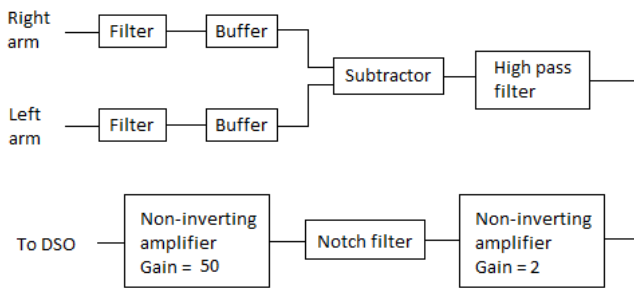 Right
arm
Filter
Buffer
Subtractor
High pass
filter
Left
arm
Filter
Buffer
To DSO
Non-inverting
amplifier
Gain = 50
Notch filter
Non-inverting
amplifier
Gain = 2